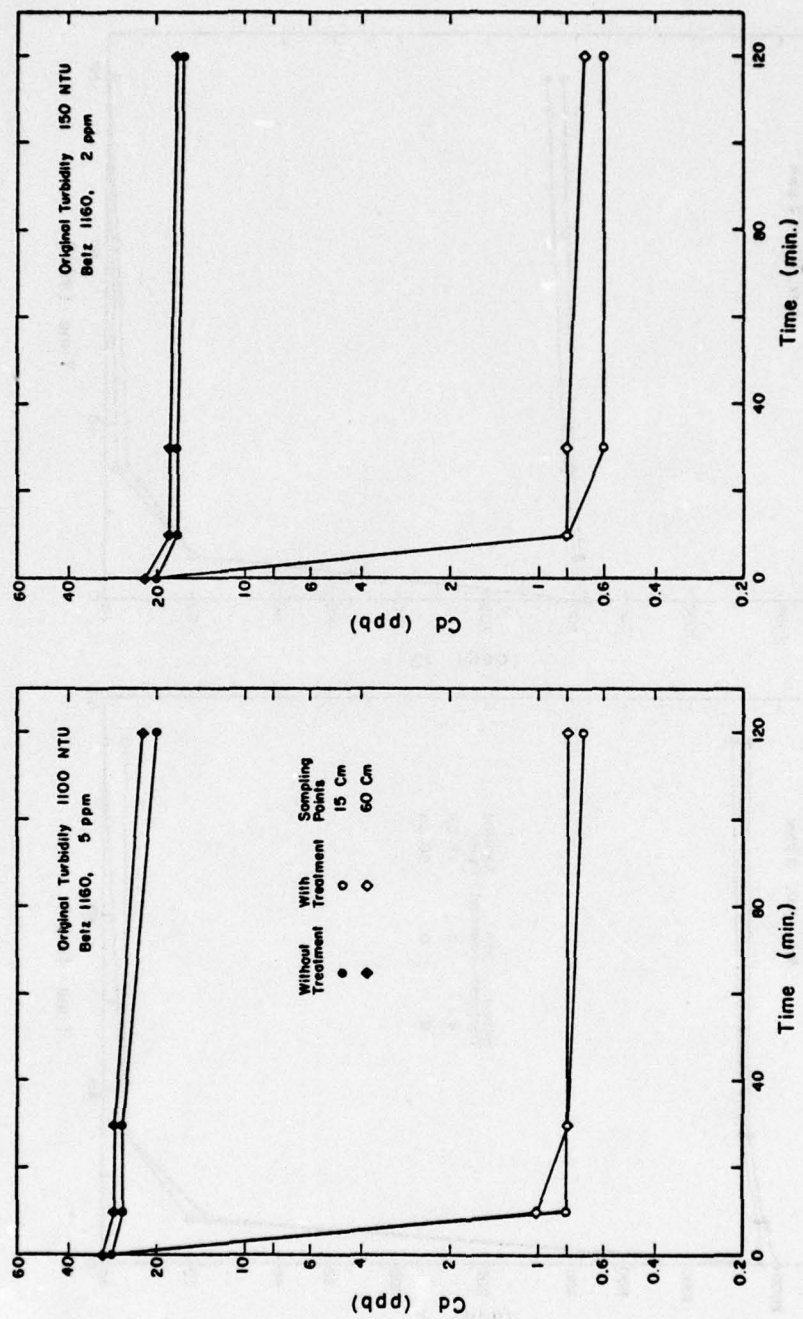 Original Turbidity 1100 NTU
Betz 1160, 5 ppm
Without Treatment
With Treatment
Sampling Points
15 Cm
60 Cm
Cd (ppb)
60
40
20
10
6
4
2
1
0.6
0.4
0.2
0
40
80
120
Time (min.)
Original Turbidity 150 NTU
Betz 1160, 2 ppm
Cd (ppb)
60
40
20
10
6
4
2
1
0.6
0.4
0.2
0
40
80
120
Time (min.)